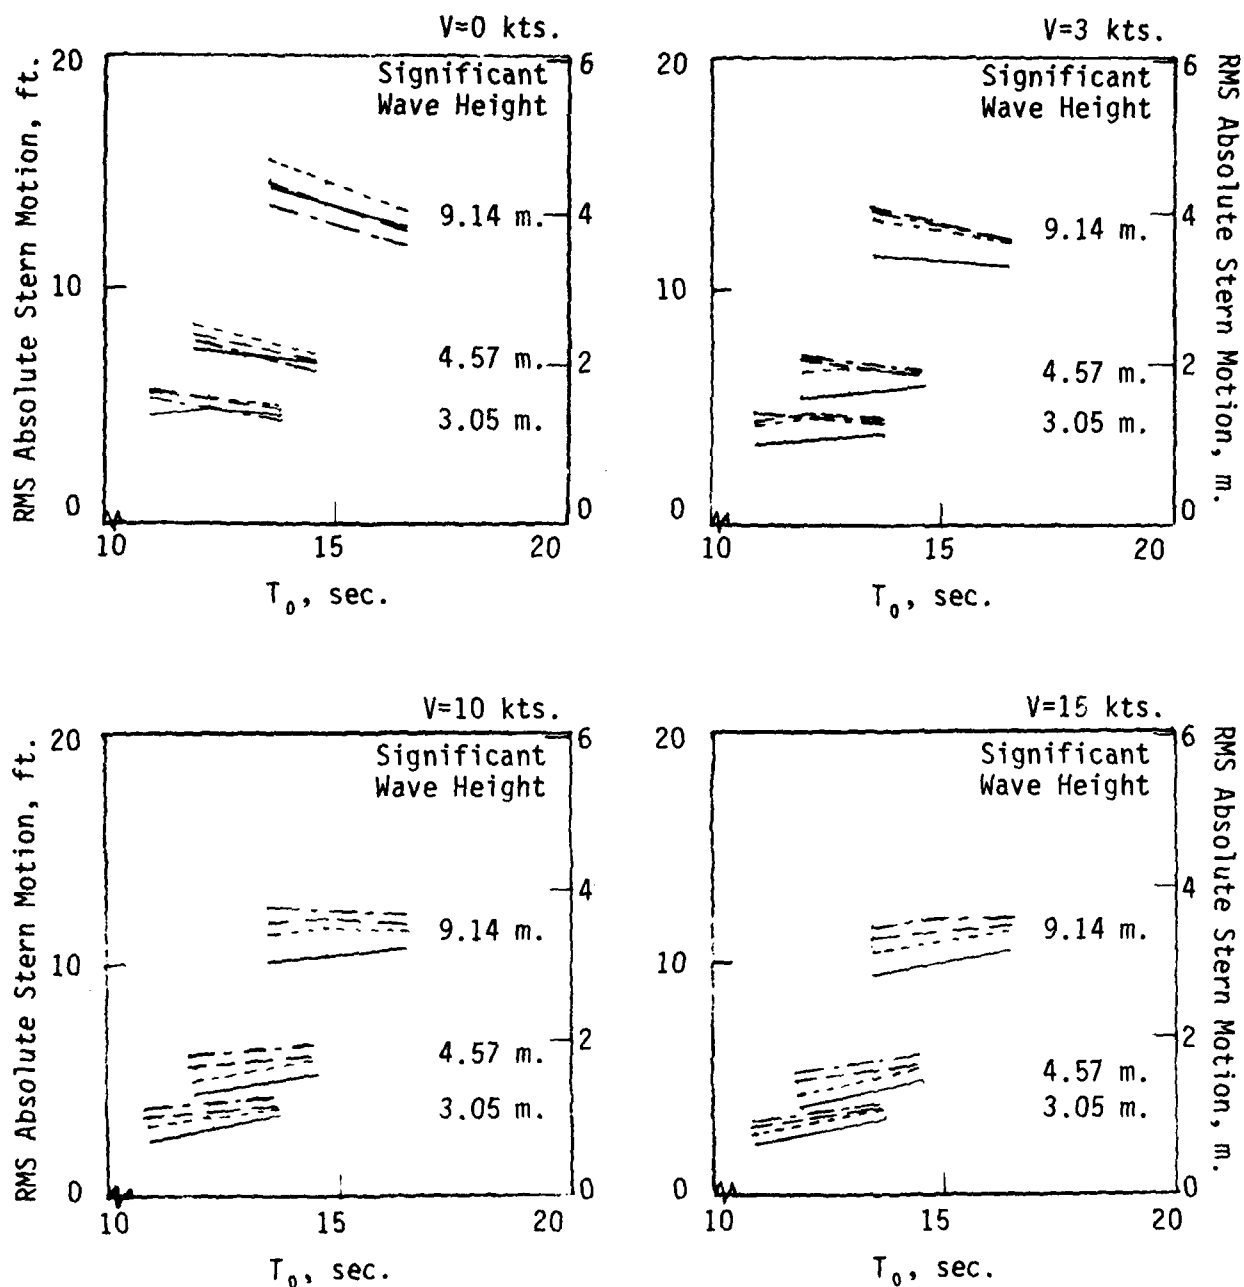 V=0 kts.
20
6
Significant
Wave Height
9.14 m.
4
10
4.57 m.
2
3.05 m.
0
0
10
15
20
T₀, sec.
RMS Absolute Stern Motion, ft.
V=3 kts.
20
6
Significant
Wave Height
9.14 m.
4
10
4.57 m.
2
3.05 m.
0
0
10
15
20
T₀, sec.
RMS Absolute Stern Motion, m.
V=10 kts.
20
6
Significant
Wave Height
4
9.14 m.
10
2
4.57 m.
3.05 m.
0
0
10
15
20
T₀, sec.
RMS Absolute Stern Motion, ft.
V=15 kts.
20
6
Significant
Wave Height
4
9.14 m.
10
2
4.57 m.
3.05 m.
0
0
10
15
20
T₀, sec.
RMS Absolute Stern Motion, m.